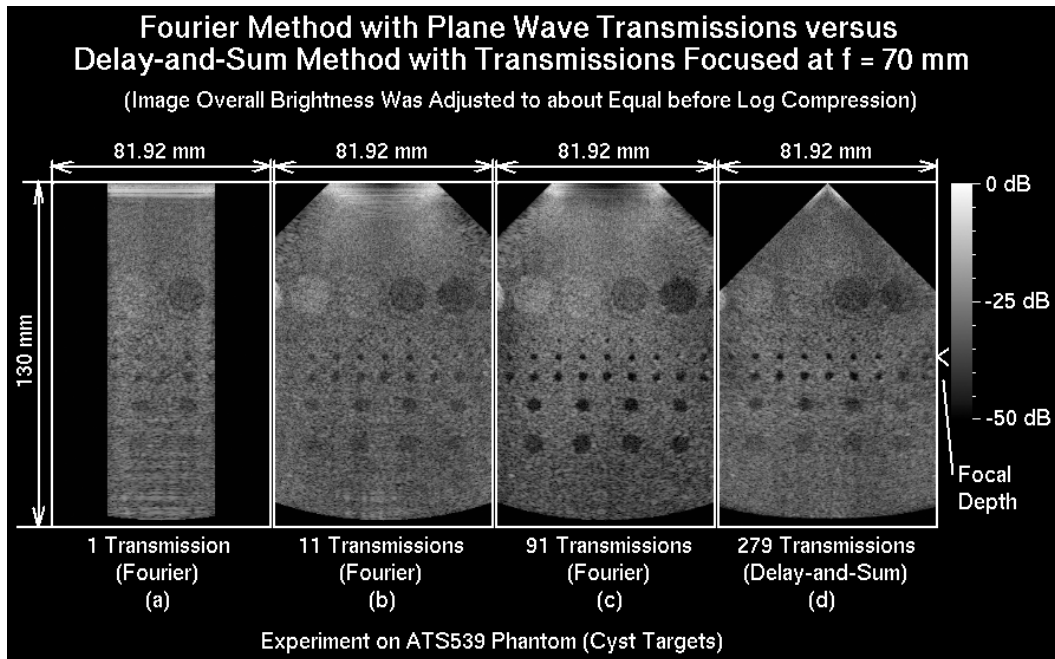 Fourier Method with Plane Wave Transmissions versus
Delay-and-Sum Method with Transmissions Focused at f = 70 mm
(Image Overall Brightness Was Adjusted to about Equal before Log Compression)
81.92 mm
81.92 mm
81.92 mm
81.92 mm
130 mm
0 dB
-25 dB
-50 dB
Focal
Depth
1 Transmission
(Fourier)
(a)
11 Transmissions
(Fourier)
(b)
91 Transmissions
(Fourier)
(c)
279 Transmissions
(Delay-and-Sum)
(d)
Experiment on ATS539 Phantom (Cyst Targets)